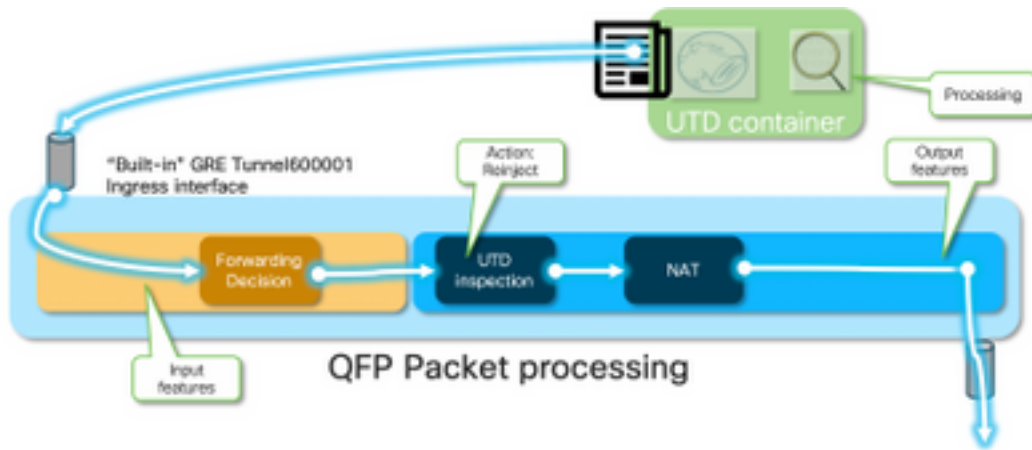 Processing
UTD container
"Built-in" GRE Tunnel600001
Ingress interface
Action:
Reinject
Output
features
Forwarding
Decision
UTD
inspection
NAT
Input
features
QFP Packet processing